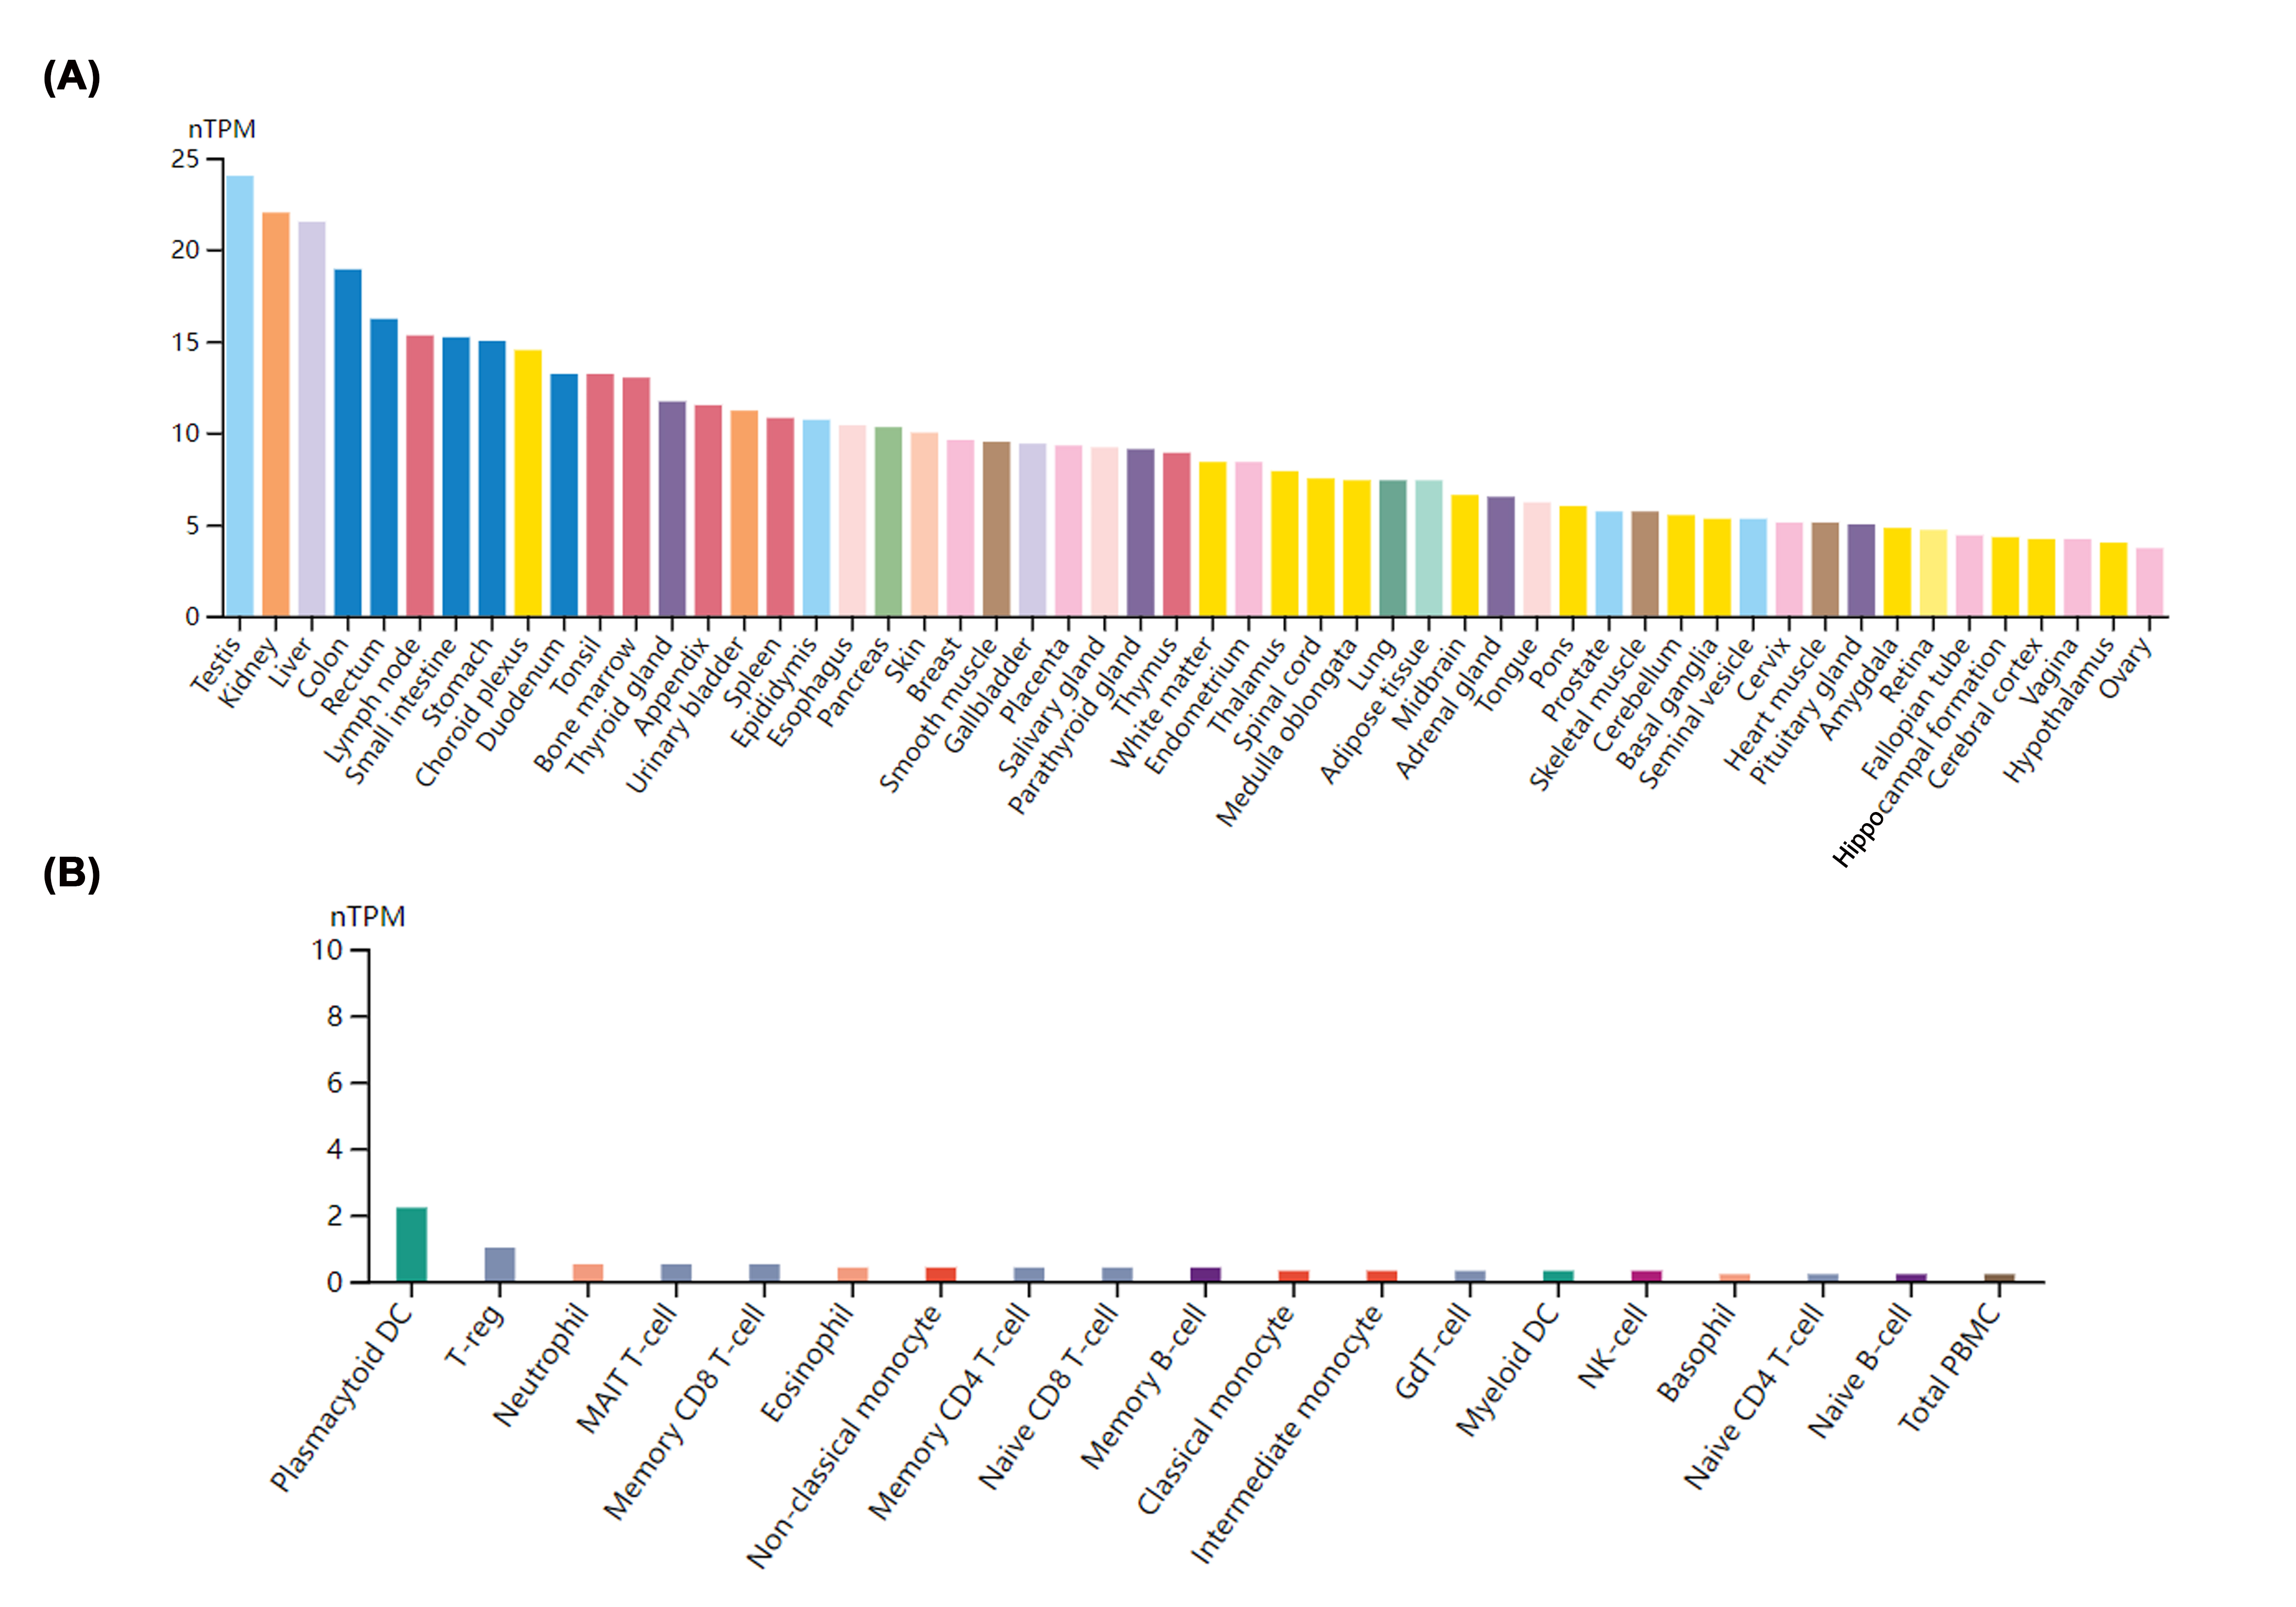 (A)
nTPM
25
20
15
10
5
0
Testis
Kidney
Liver
Colon
Rectum
Lymph node
Small intestine
Stomach
Choroid plexus
Duodenum
Tonsil
Bone marrow
Thyroid gland
Appendix
Urinary bladder
Spleen
Epididymis
Esophagus
Pancreas
Skin
Breast
Smooth muscle
Gallbladder
Placenta
Salivary gland
Parathyroid gland
Thymus
White matter
Endometrium
Thalamus
Spinal cord
Medulla oblongata
Lung
Adipose tissue
Midbrain
Adrenal gland
Tongue
Pons
Prostate
Skeletal muscle
Cerebellum
Basal ganglia
Seminal vesicle
Cervix
Heart muscle
Pituitary gland
Amygdala
Retina
Fallopian tube
Hippocampal formation
Cerebral cortex
Vagina
Hypothalamus
Ovary
(B)
nTPM
10
8
6
4
2
0
Plasmacytoid DC
T-reg
Neutrophil
MAIT T-cell
Memory CD8 T-cell
Eosinophil
Non-classical monocyte
Memory CD4 T-cell
Naive CD8 T-cell
Memory B-cell
Classical monocyte
Intermediate monocyte
GdT-cell
Myeloid DC
NK-cell
Basophil
Naive CD4 T-cell
Naive B-cell
Total PBMC